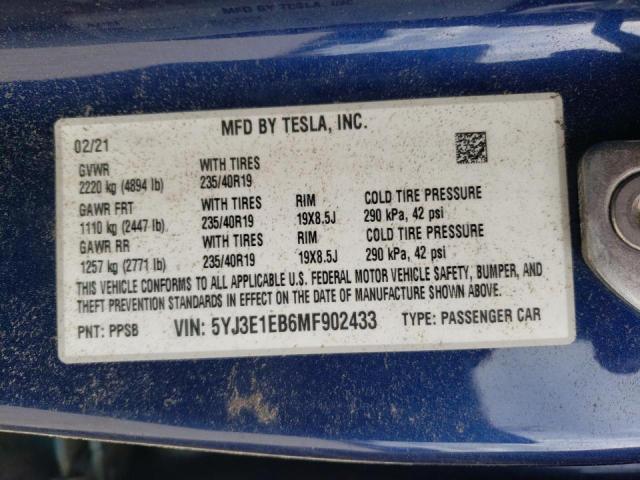 MFD BY TESLA, INC.
02/21
GVWR WITH TIRES
2220 kg (4894 lb) 235/40R19
GAWR FRT WITH TIRES RIM COLD TIRE PRESSURE
1110 kg (2447 lb) 235/40R19 19X8.5J 290 kPa, 42 psi
GAWR RR WITH TIRES RIM COLD TIRE PRESSURE
1257 kg (2771 lb) 235/40R19 19X8.5J 290 kPa, 42 psi
THIS VEHICLE CONFORMS TO ALL APPLICABLE U.S. FEDERAL MOTOR VEHICLE SAFETY, BUMPER, AND
THEFT PREVENTION STANDARDS IN EFFECT ON THE DATE OF MANUFACTURE SHOWN ABOVE.
PNT: PPSB VIN: 5YJ3E1EB6MF902433 TYPE: PASSENGER CAR